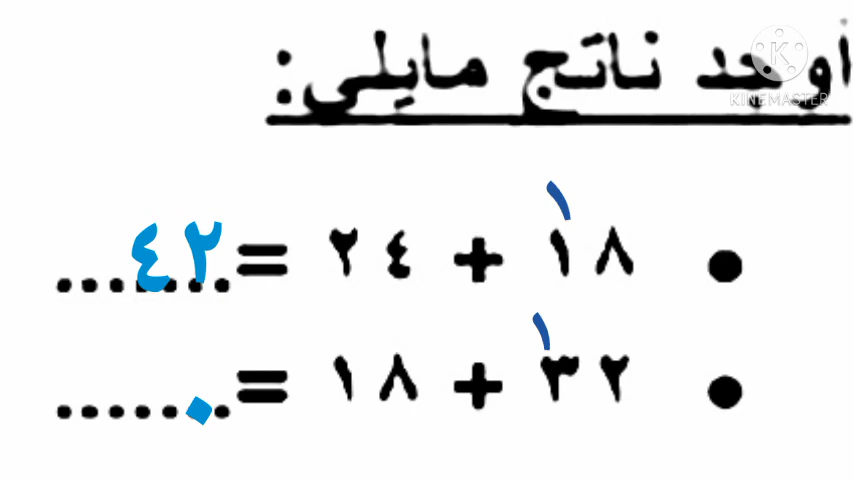 أوجد ناتج مايلي:
K
KINEMASTER
١
• ١٨ + ٢٤ = ٤٢.......
١
• ٣٢ + ١٨ = ٠.......